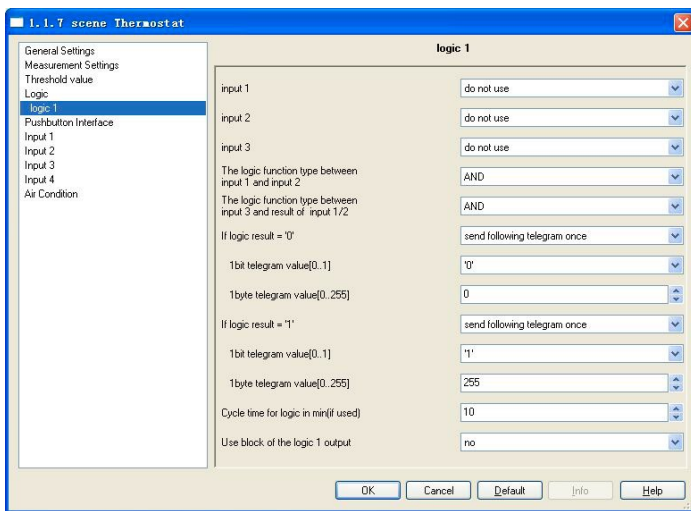 1.1.7 scene Thermostat
General Settings
Measurement Settings
Threshold value
Logic
logic 1
Pushbutton Interface
Input 1
Input 2
Input 3
Input 4
Air Condition
logic 1
input 1
do not use
input 2
do not use
input 3
do not use
The logic function type between
input 1 and input 2
AND
The logic function type between
input 3 and result of input 1/2
AND
If logic result = '0'
send following telegram once
1bit telegram value[0..1]
'0'
1byte telegram value[0..255]
0
If logic result = '1'
send following telegram once
1bit telegram value[0..1]
'1'
1byte telegram value[0..255]
255
Cycle time for logic in min(if used)
10
Use block of the logic 1 output
no
OK
Cancel
Default
Info
Help